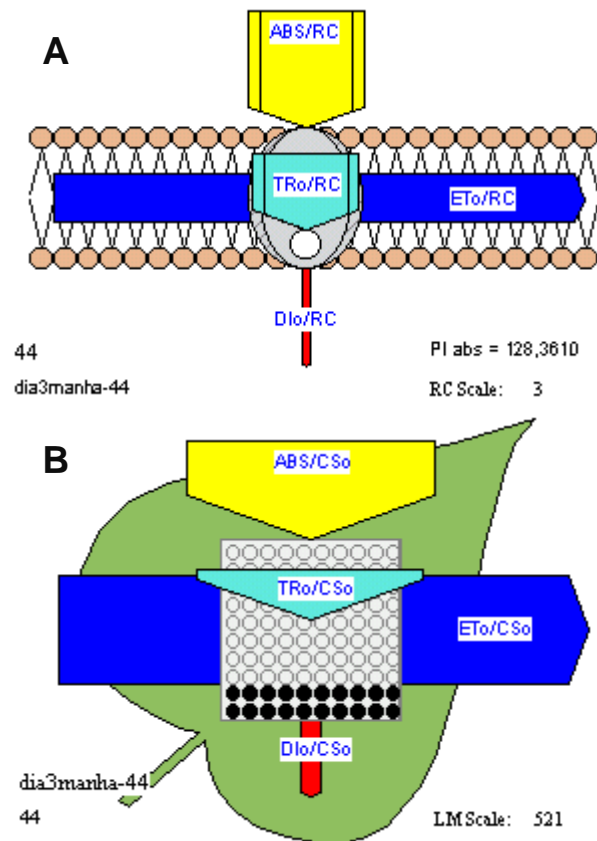 A
ABS/RC
TRo/RC
ETo/RC
DIo/RC
44
PI abs = 128,3610
dia3manha-44
RC Scale: 3
B
ABS/CSo
TRo/CSo
ETo/CSo
DIo/CSo
dia3manha-44
44
LM Scale: 521